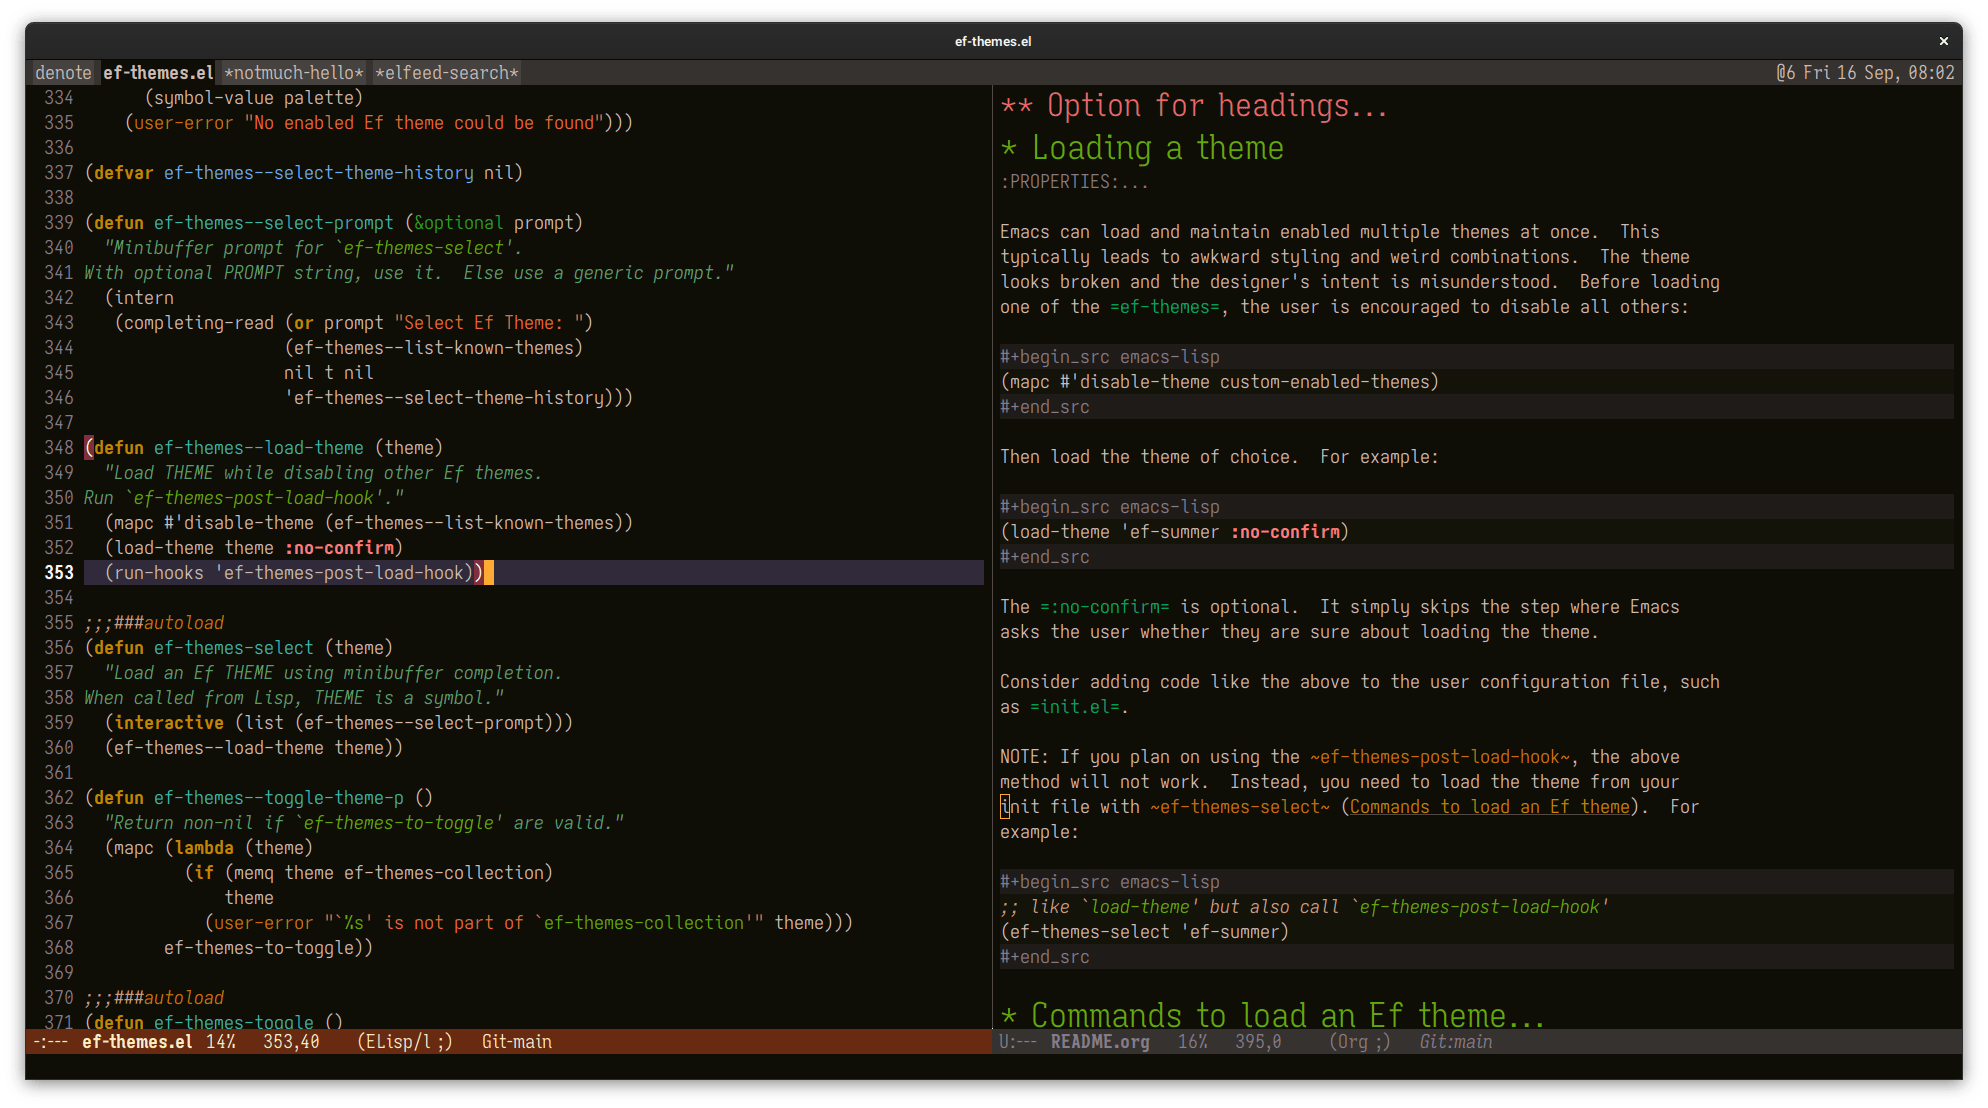 ef-themes.el ×
denote ef-themes.el *notmuch-hello* *elfeed-search* @6 Fri 16 Sep, 08:02
334       (symbol-value palette)
335     (user-error "No enabled Ef theme could be found")))
336
337 (defvar ef-themes--select-theme-history nil)
338
339 (defun ef-themes--select-prompt (&optional prompt)
340   "Minibuffer prompt for `ef-themes-select'.
341 With optional PROMPT string, use it.  Else use a generic prompt."
342   (intern
343    (completing-read (or prompt "Select Ef Theme: ")
344                     (ef-themes--list-known-themes)
345                     nil t nil
346                     'ef-themes--select-theme-history)))
347
348 (defun ef-themes--load-theme (theme)
349   "Load THEME while disabling other Ef themes.
350 Run `ef-themes-post-load-hook'."
351   (mapc #'disable-theme (ef-themes--list-known-themes))
352   (load-theme theme :no-confirm)
353   (run-hooks 'ef-themes-post-load-hook))
354
355 ;;;###autoload
356 (defun ef-themes-select (theme)
357   "Load an Ef THEME using minibuffer completion.
358 When called from Lisp, THEME is a symbol."
359   (interactive (list (ef-themes--select-prompt)))
360   (ef-themes--load-theme theme))
361
362 (defun ef-themes--toggle-theme-p ()
363   "Return non-nil if `ef-themes-to-toggle' are valid."
364   (mapc (lambda (theme)
365           (if (memq theme ef-themes-collection)
366               theme
367             (user-error "`%s' is not part of `ef-themes-collection'" theme)))
368         ef-themes-to-toggle))
369
370 ;;;###autoload
371 (defun ef-themes-toggle ()
-:--- ef-themes.el 14% 353,40 (ELisp/l ;) Git-main
** Option for headings...
* Loading a theme
:PROPERTIES:...
Emacs can load and maintain enabled multiple themes at once.  This
typically leads to awkward styling and weird combinations.  The theme
looks broken and the designer's intent is misunderstood.  Before loading
one of the =ef-themes=, the user is encouraged to disable all others:
#+begin_src emacs-lisp
(mapc #'disable-theme custom-enabled-themes)
#+end_src
Then load the theme of choice.  For example:
#+begin_src emacs-lisp
(load-theme 'ef-summer :no-confirm)
#+end_src
The =:no-confirm= is optional.  It simply skips the step where Emacs
asks the user whether they are sure about loading the theme.
Consider adding code like the above to the user configuration file, such
as =init.el=.
NOTE: If you plan on using the ~ef-themes-post-load-hook~, the above
method will not work.  Instead, you need to load the theme from your
init file with ~ef-themes-select~ (Commands to load an Ef theme).  For
example:
#+begin_src emacs-lisp
;; like `load-theme' but also call `ef-themes-post-load-hook'
(ef-themes-select 'ef-summer)
#+end_src
* Commands to load an Ef theme...
U:--- README.org 16% 395,0 (Org ;) Git:main